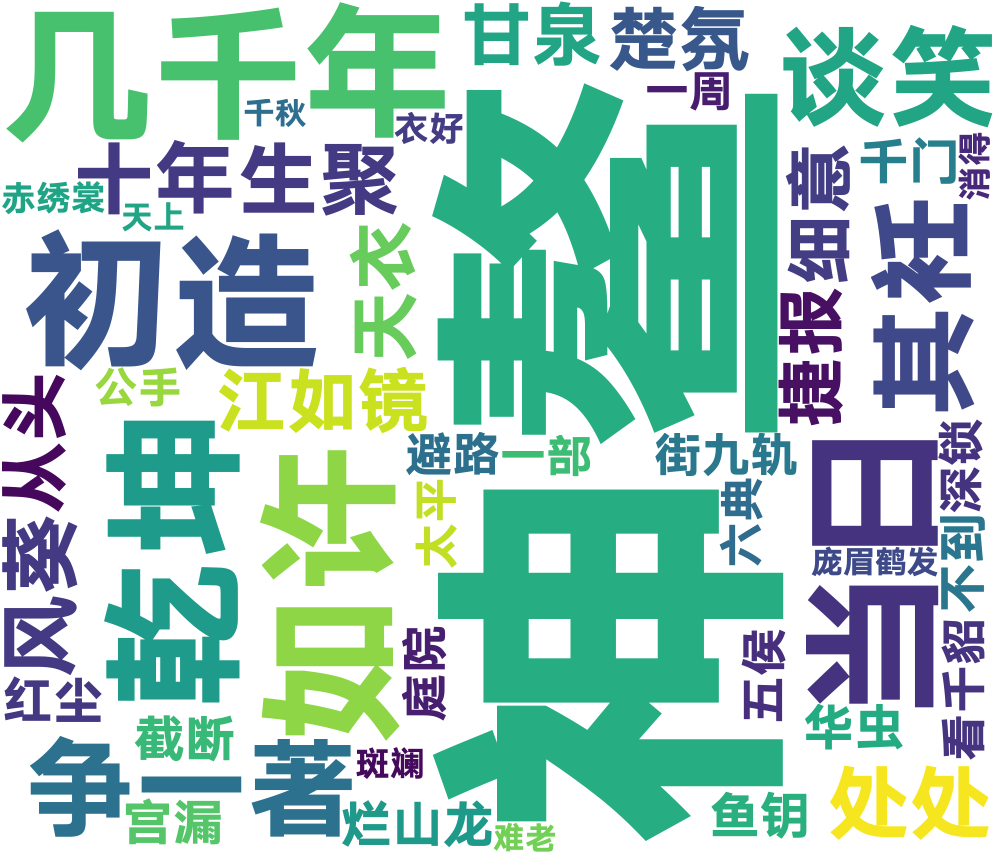 几千年
甘泉
楚氛
谈笑
一周
千秋
衣好
神鳌
十年生聚
千门
消得
细意
赤绣裳
天上
其衽
初造
天衣
捷报
公手
江如镜
从头
乾坤
如许
避路
一部
街九轨
当日
深锁
太平
六典
风葵
庞眉鹤发
不到
庭院
五侯
看千貂
红尘
截断
华虫
争一著
斑斓
处处
宫漏
烂山龙
难老
鱼钥